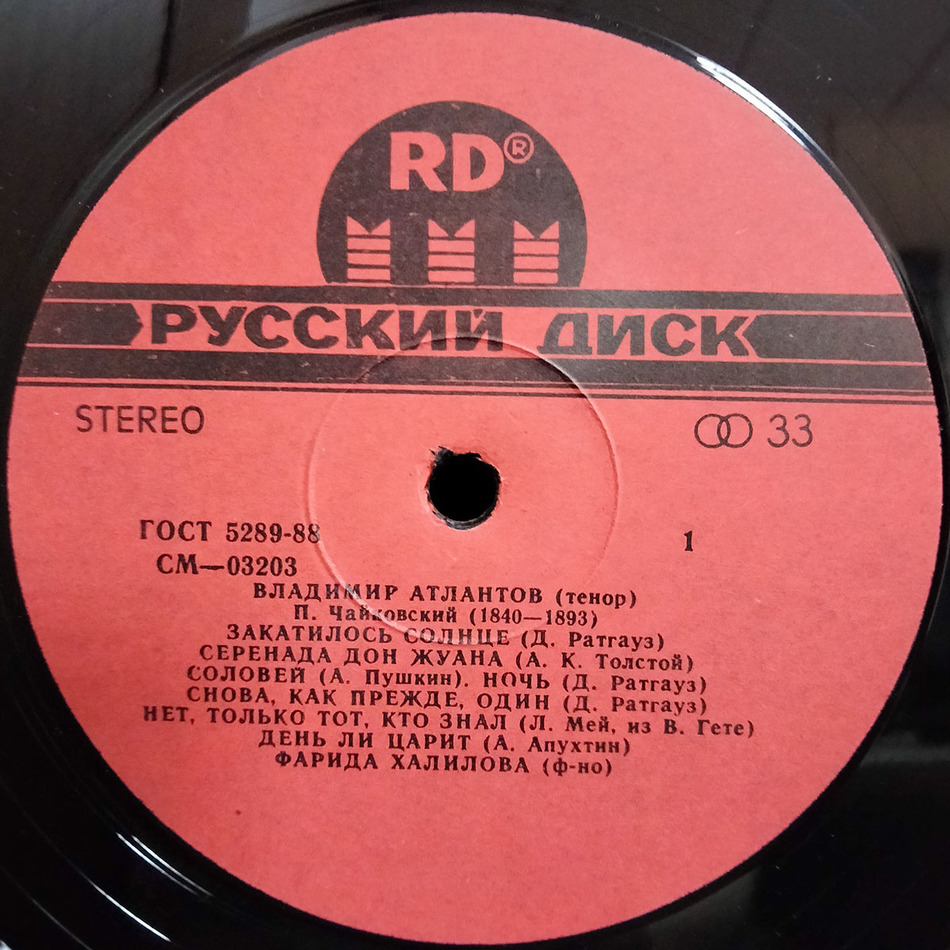 RD®
РУССКИЙ ДИСК
STEREO
33
ГОСТ 5289-88
1
СМ—03203
ВЛАДИМИР АТЛАНТОВ (тенор)
П. Чайковский (1840—1893)
ЗАКАТИЛОСЬ СОЛНЦЕ (Д. Ратгауз)
СЕРЕНАДА ДОН ЖУАНА (А. К. Толстой)
СОЛОВЕЙ (А. Пушкин). НОЧЬ (Д. Ратгауз)
СНОВА, КАК ПРЕЖДЕ, ОДИН (Д. Ратгауз)
НЕТ, ТОЛЬКО ТОТ, КТО ЗНАЛ (Л. Мей, из В. Гете)
ДЕНЬ ЛИ ЦАРИТ (А. Апухтин)
ФАРИДА ХАЛИЛОВА (ф-но)